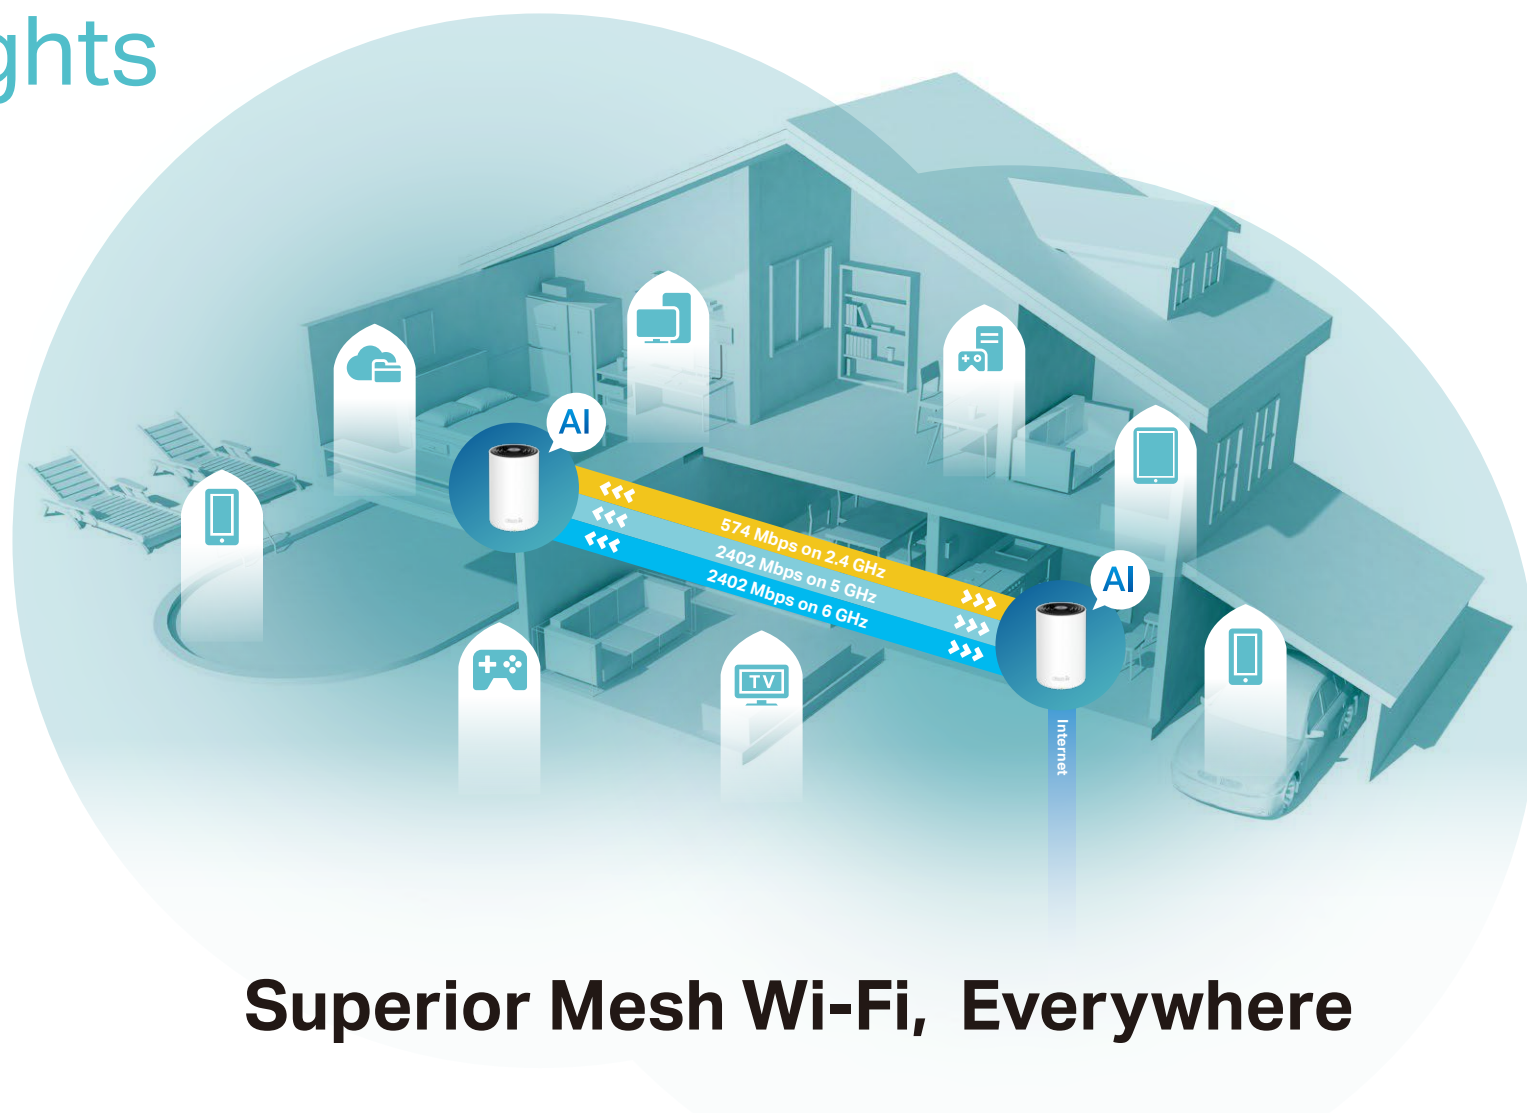 ghts
AI
574 Mbps on 2.4 GHz
2402 Mbps on 5 GHz
2402 Mbps on 6 GHz
AI
TV
Internet
Superior Mesh Wi-Fi, Everywhere